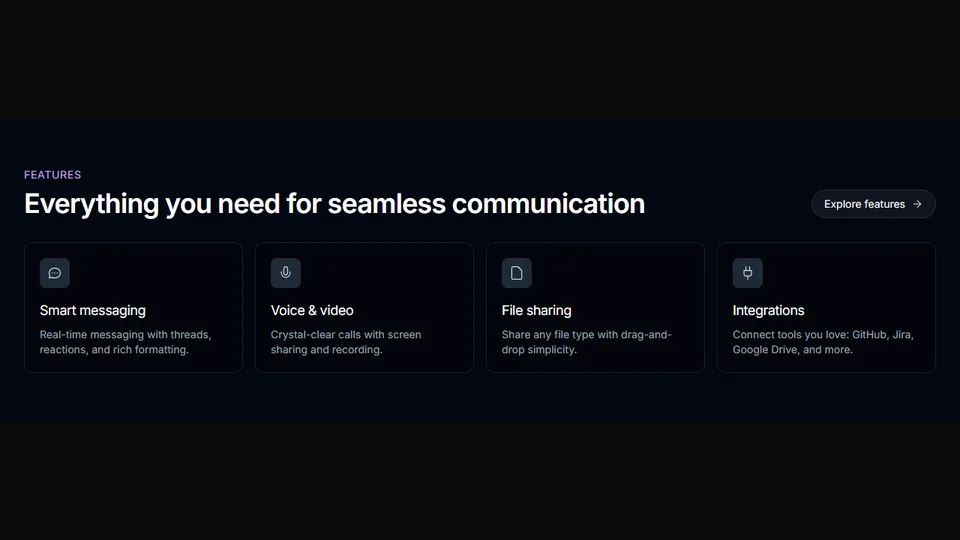 FEATURES
Everything you need for seamless communication
Explore features
Smart messaging
Real-time messaging with threads,
reactions, and rich formatting.
Voice & video
Crystal-clear calls with screen
sharing and recording.
File sharing
Share any file type with drag-and-
drop simplicity.
Integrations
Connect tools you love: GitHub, Jira,
Google Drive, and more.